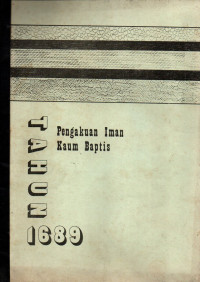 Pengakuan Iman
Kaum Baptis
TAHUN
1689